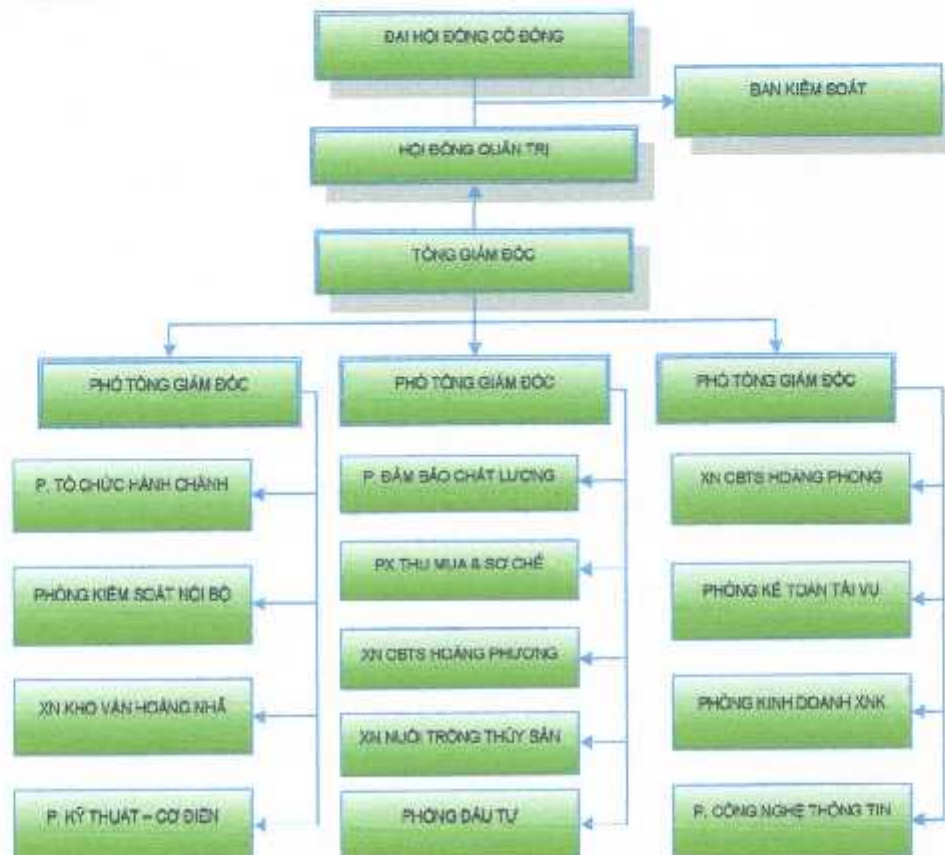 ĐẠI HỘI ĐỒNG CỔ ĐÔNG
BAN KIỂM SOÁT
HỘI ĐỒNG QUẢN TRỊ
TỔNG GIÁM ĐỐC
PHÓ TỔNG GIÁM ĐỐC
PHÓ TỔNG GIÁM ĐỐC
PHÓ TỔNG GIÁM ĐỐC
P. TỔ CHỨC HÀNH CHÁNH
PHÒNG KIỂM SOÁT NỘI BỘ
XN KHO VẬN HOÀNG NHÃ
P. KỸ THUẬT – CƠ ĐIỆN
P. ĐẢM BẢO CHẤT LƯỢNG
PX THU MUA & SƠ CHẾ
XN CBTS HOÀNG PHƯƠNG
XN NUÔI TRỒNG THỦY SẢN
PHÒNG ĐẦU TƯ
XN CBTS HOÀNG PHONG
PHÒNG KẾ TOÁN TÀI VỤ
PHÒNG KINH DOANH XNK
P. CÔNG NGHỆ THÔNG TIN